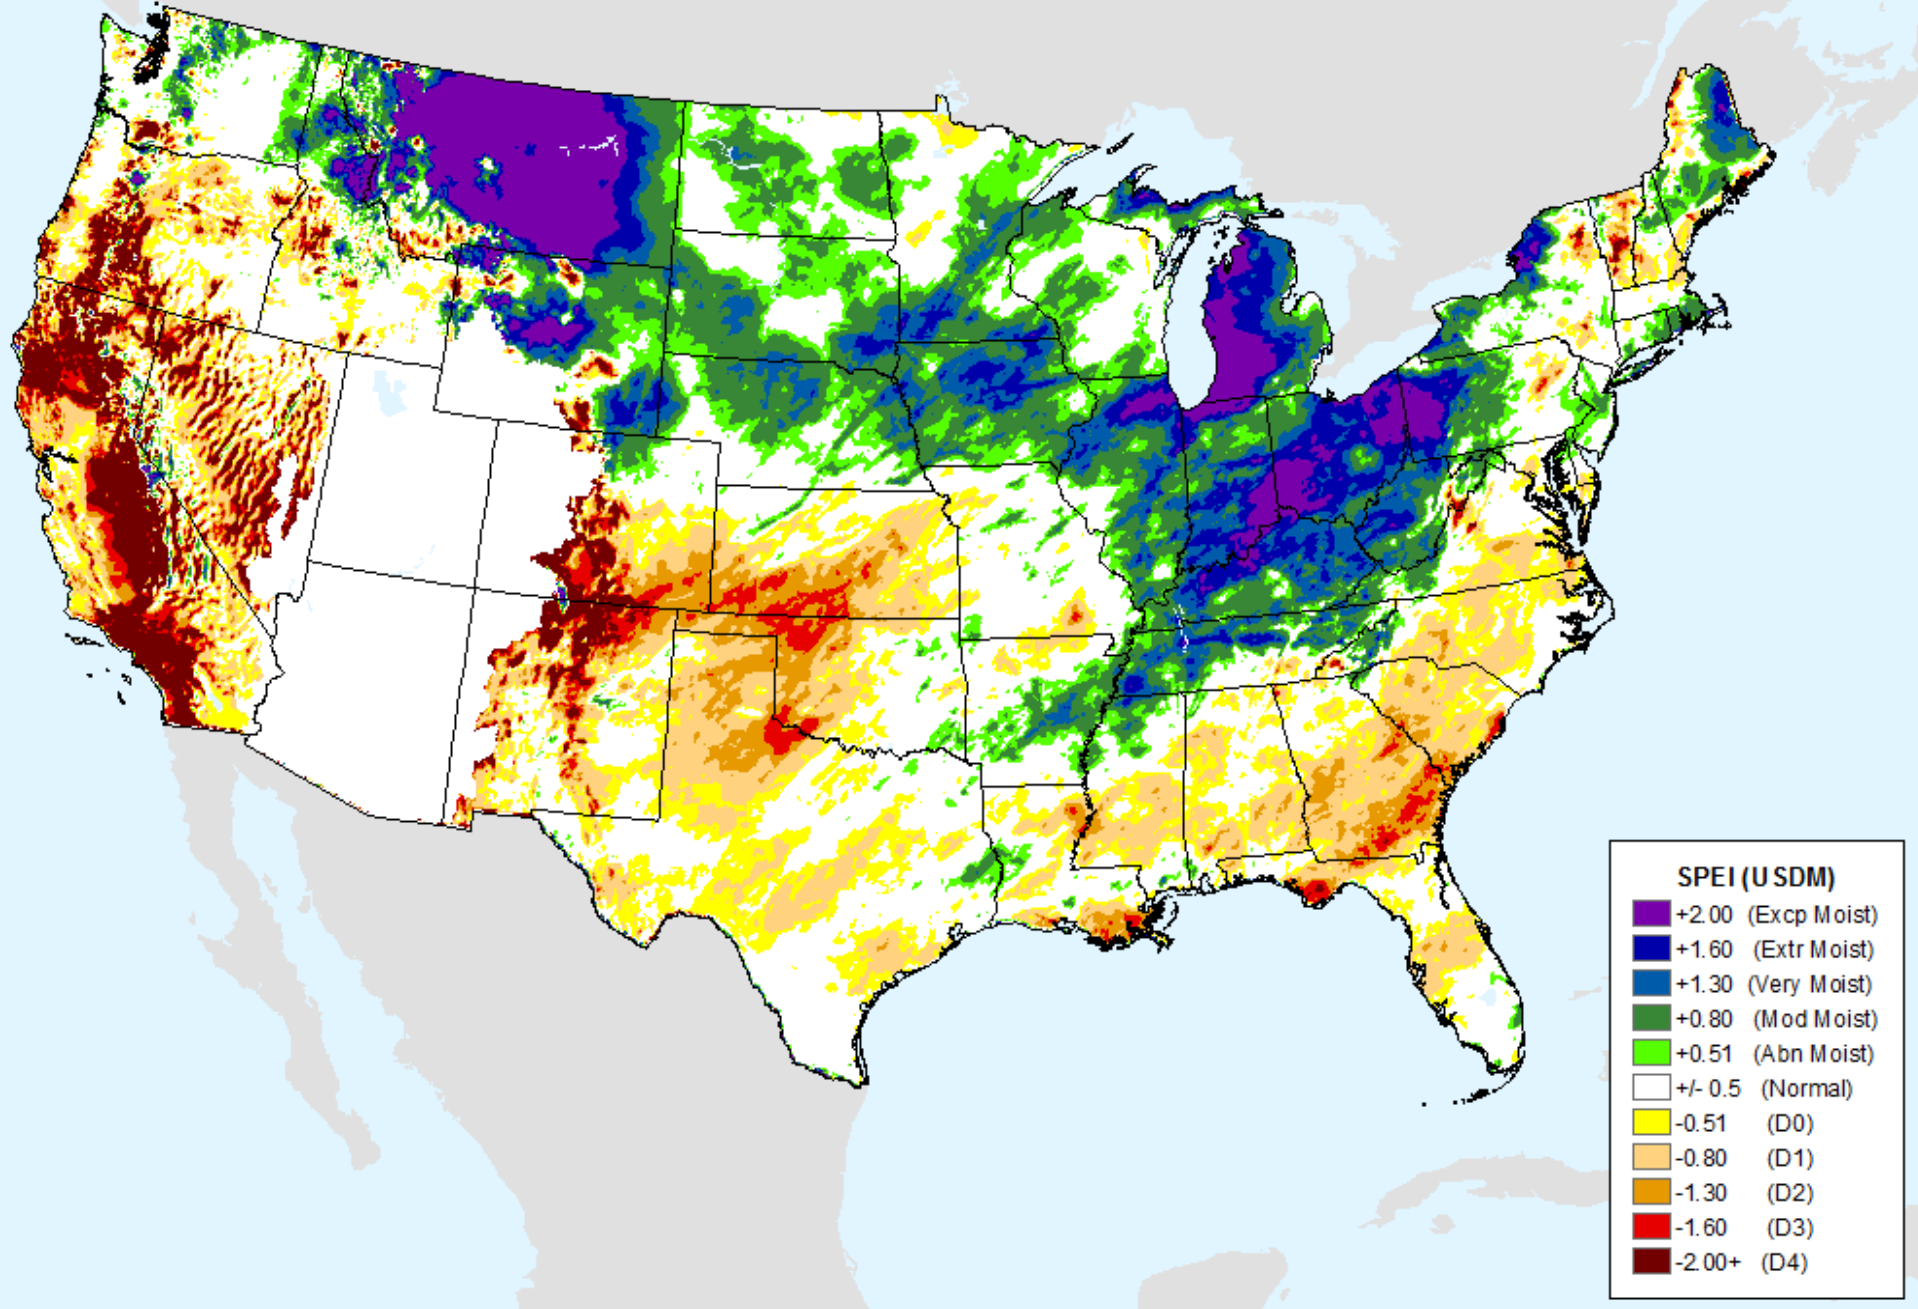 SPEI (USDM)
+2.00 (Excp Moist)
+1.60 (Extr Moist)
+1.30 (Very Moist)
+0.80 (Mod Moist)
+0.51 (Abn Moist)
+/- 0.5 (Normal)
-0.51 (D0)
-0.80 (D1)
-1.30 (D2)
-1.60 (D3)
-2.00+ (D4)